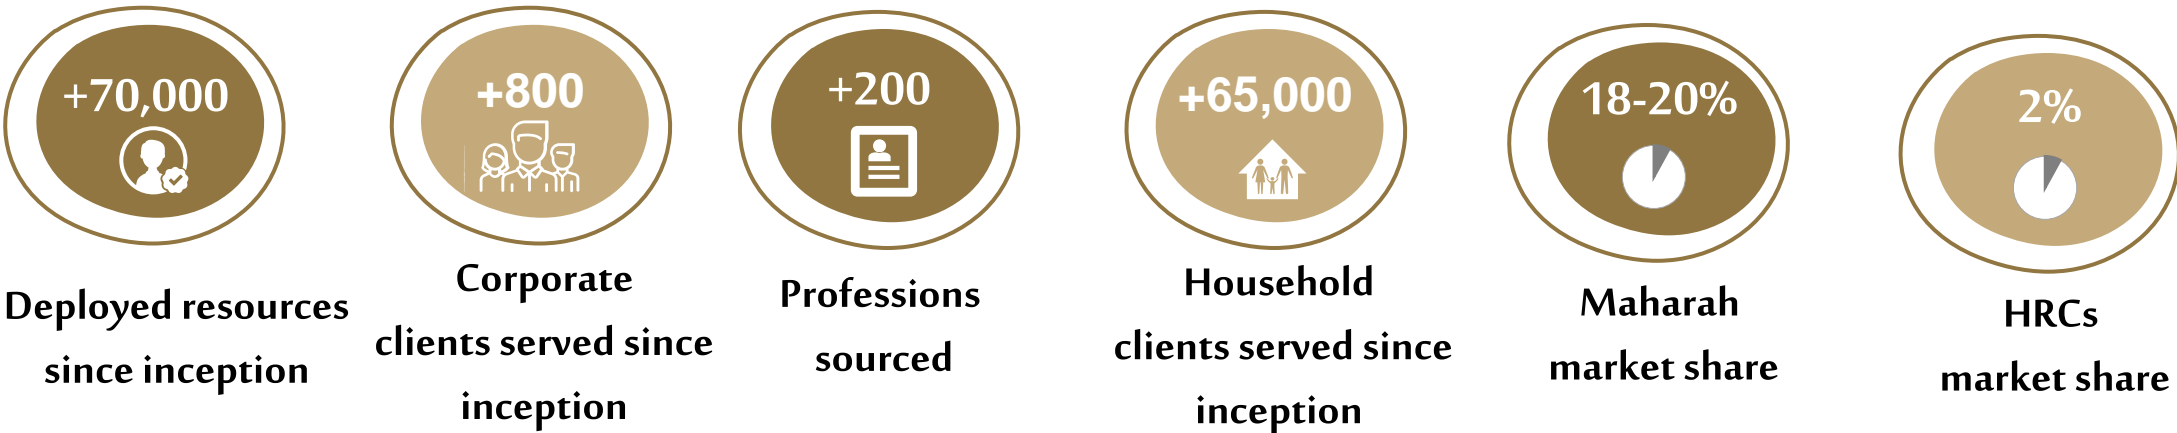 +70,000
Deployed resources
since inception
+800
Corporate
clients served since
inception
+200
Professions
sourced
+65,000
Household
clients served since
inception
18-20%
Maharah
market share
2%
HRCs
market share